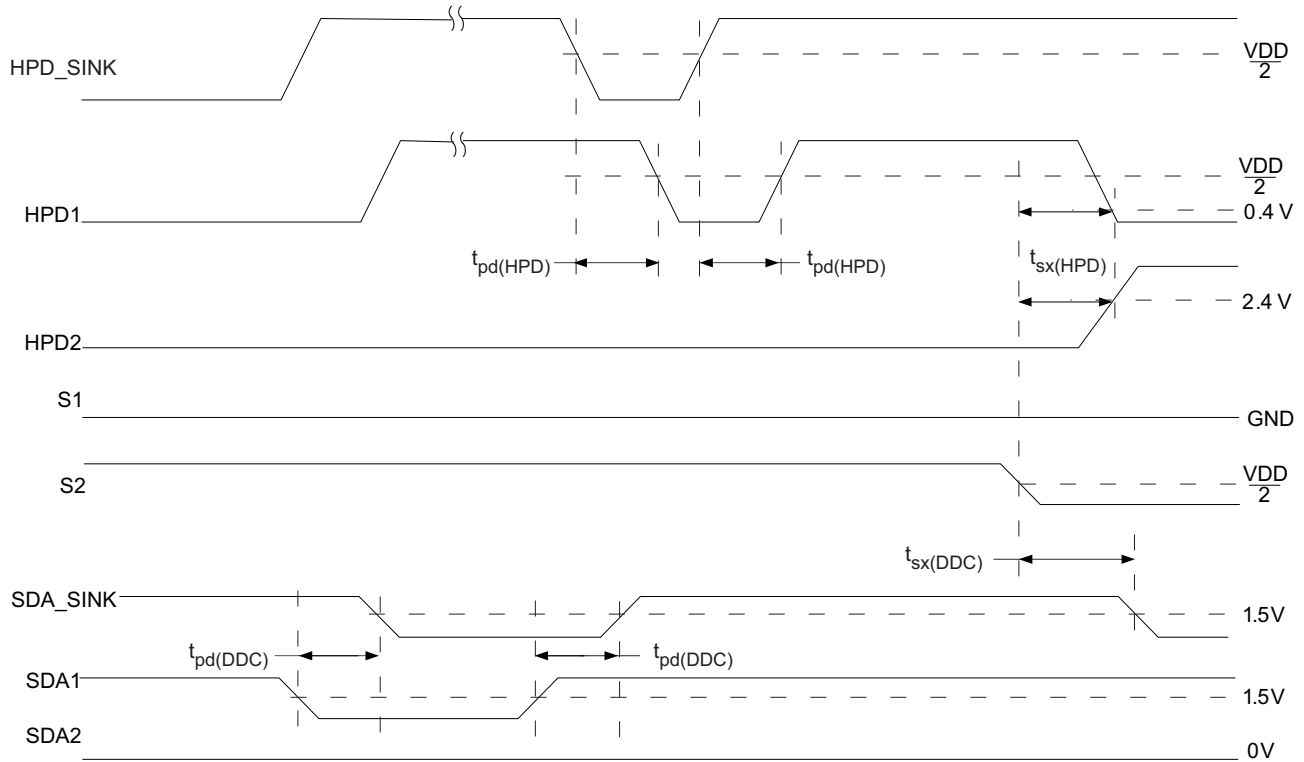 HPD_SINK
VDD
2
HPD1
VDD
2
0.4 V
tpd(HPD)
tpd(HPD)
tsx(HPD)
2.4 V
HPD2
S1
GND
S2
VDD
2
tsx(DDC)
SDA_SINK
1.5V
tpd(DDC)
tpd(DDC)
SDA1
1.5V
SDA2
0V